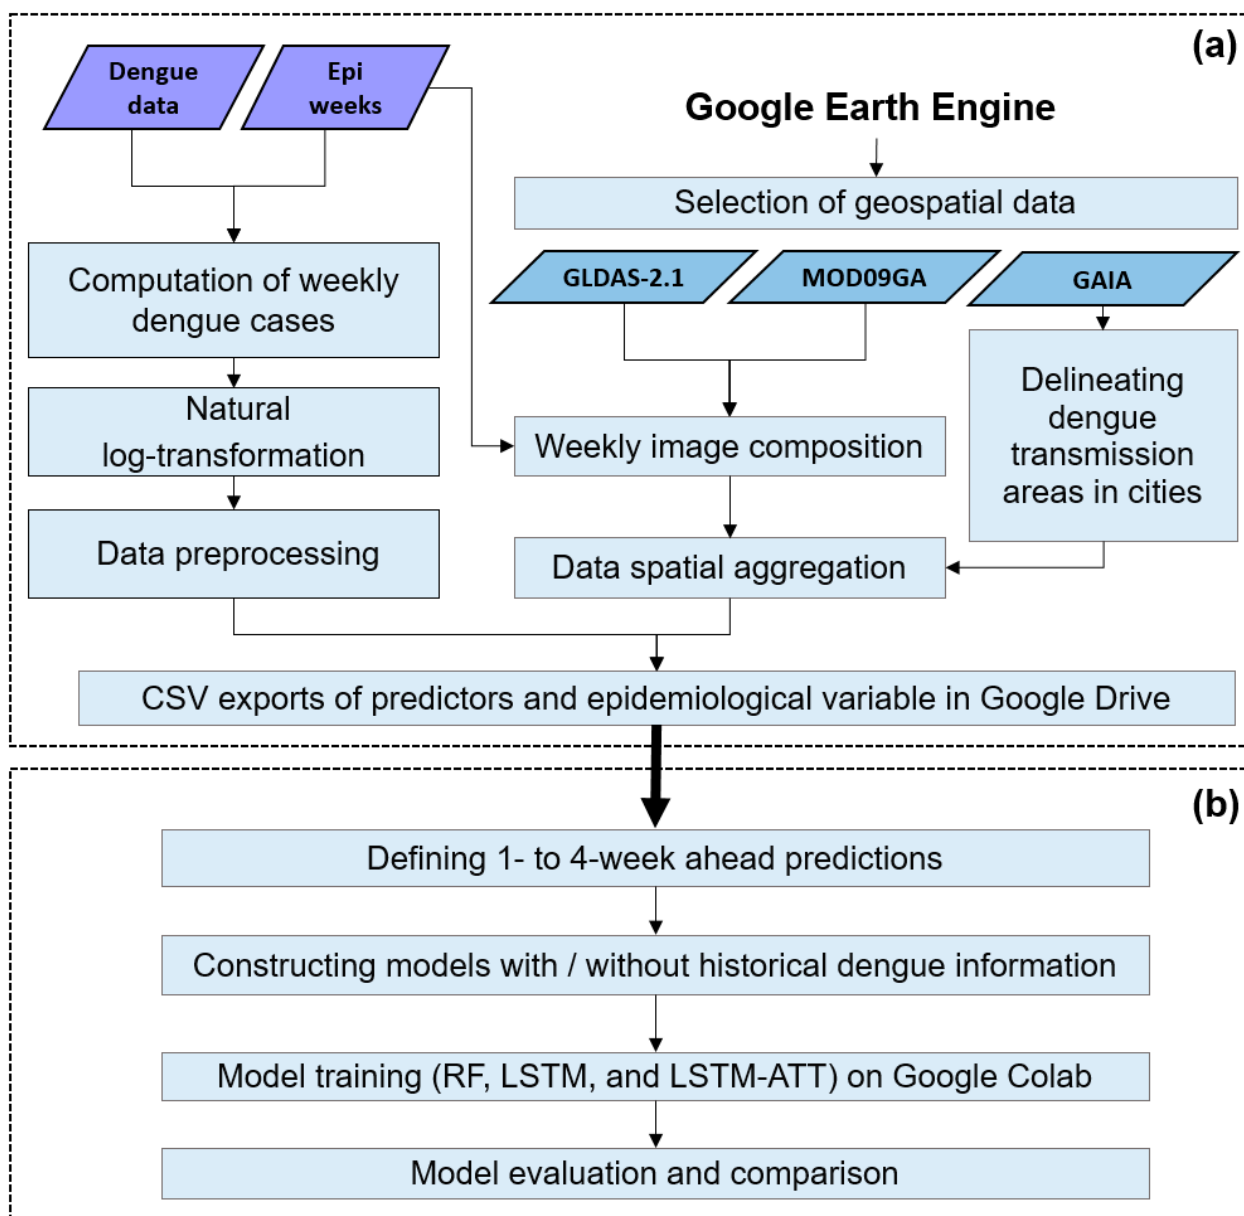 (a)
Dengue
data
Epi
weeks
Google Earth Engine
Selection of geospatial data
GLDAS-2.1
MOD09GA
GAIA
Computation of weekly
dengue cases
Natural
log-transformation
Data preprocessing
Weekly image composition
Delineating
dengue
transmission
areas in cities
Data spatial aggregation
CSV exports of predictors and epidemiological variable in Google Drive
(b)
Defining 1- to 4-week ahead predictions
Constructing models with / without historical dengue information
Model training (RF, LSTM, and LSTM-ATT) on Google Colab
Model evaluation and comparison